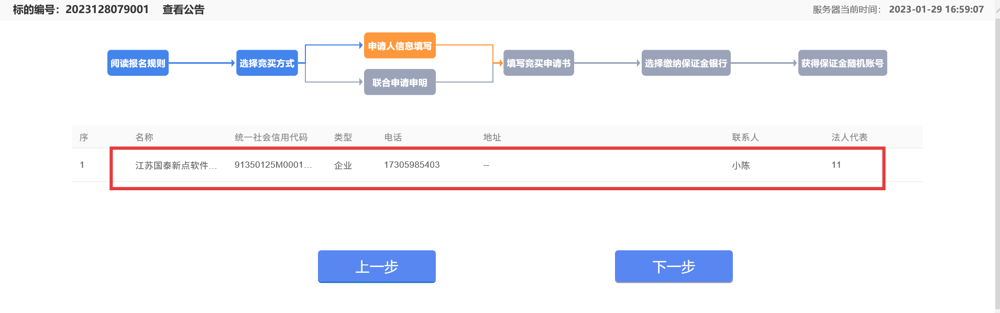 标的编号：2023128079001 查看公告 服务器当前时间： 2023-01-29 16:59:07
申请人信息填写
阅读报名规则 选择竞买方式 填写竞买申请书 选择缴纳保证金银行 获得保证金随机账号
联合申请申明
序 名称 统一社会信用代码 类型 电话 地址 联系人 法人代表
1 江苏国泰新点软件... 91350125M0001... 企业 17305985403 -- 小陈 11
上一步 下一步